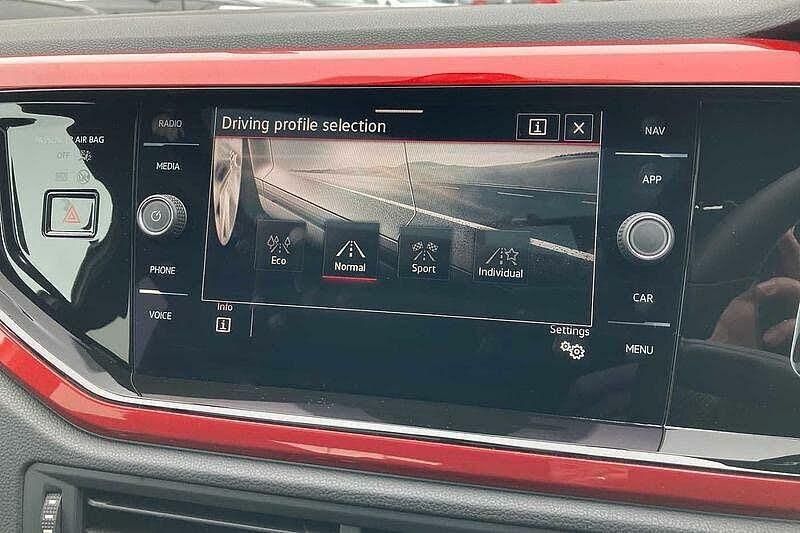 PASSENGER AIR BAG
OFF
RADIO
MEDIA
PHONE
VOICE
Driving profile selection
i
Eco
Normal
Sport
Individual
Info
i
Settings
NAV
APP
CAR
MENU